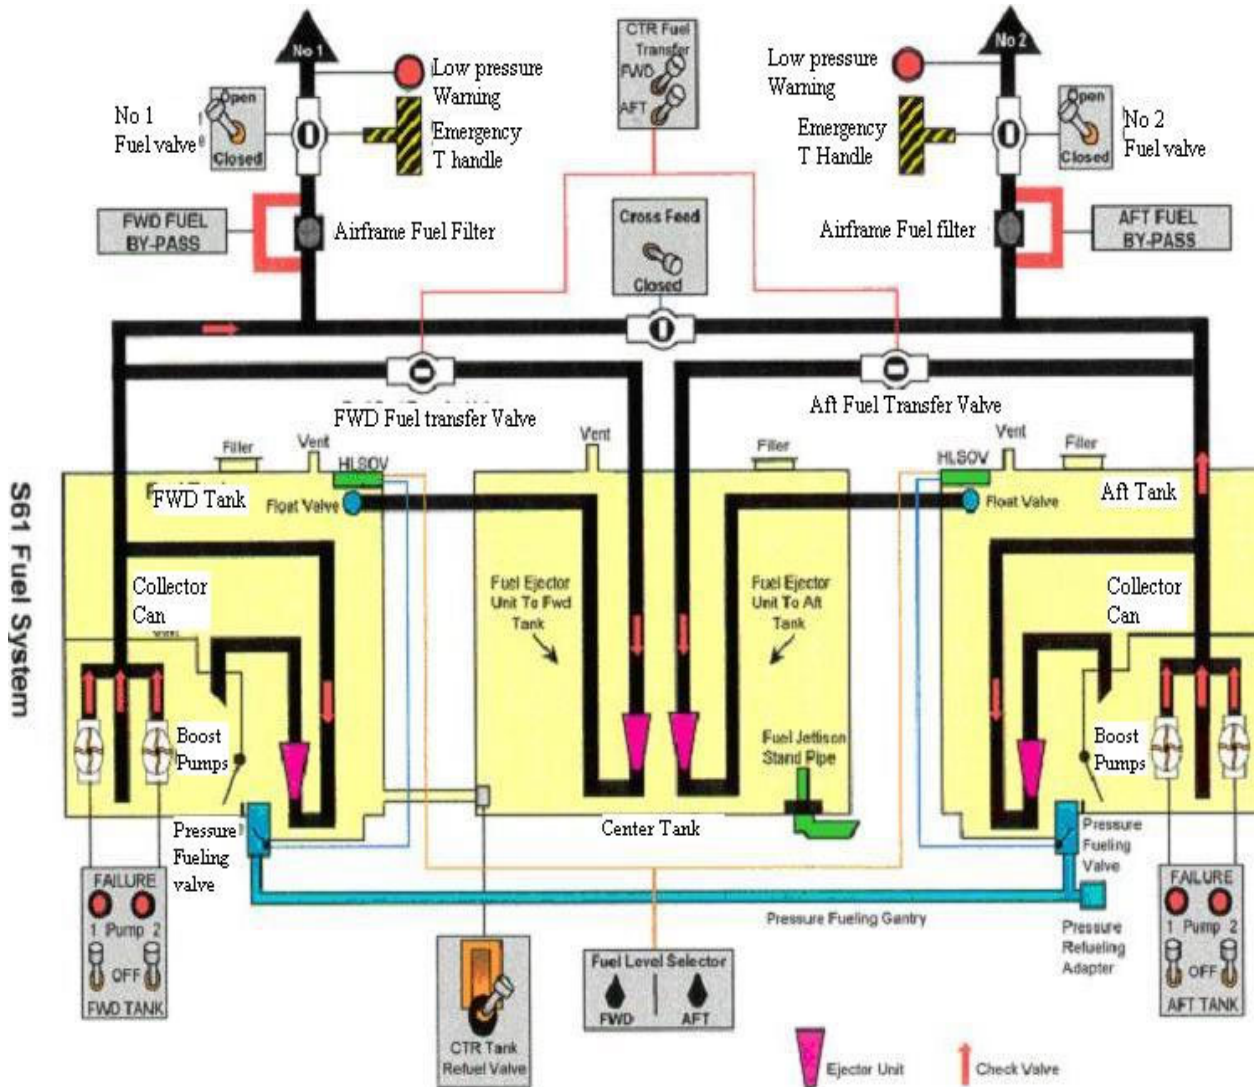 No 1
Low pressure
Warning
Open
Closed
No 1
Fuel valve
Emergency
T handle
CTR Fuel
Transfer
FWD
AFT
No 2
Low pressure
Warning
Emergency
T Handle
Open
Closed
No 2
Fuel valve
FWD FUEL
BY-PASS
Airframe Fuel Filter
Cross Feed
Closed
Airframe Fuel filter
AFT FUEL
BY-PASS
FWD Fuel transfer Valve
Aft Fuel Transfer Valve
S61 Fuel System
Filler
Vent
HLSOV
FWD Tank
Float Valve
Vent
Filler
HLSOV
Vent
Filler
Float Valve
Aft Tank
Collector
Can
Fuel Ejector
Unit To Fwd
Tank
Fuel Ejector
Unit To Aft
Tank
Collector
Can
Boost
Pumps
Fuel Jettison
Stand Pipe
Boost
Pumps
Pressure
Fueling
valve
Center Tank
Pressure
Fueling
Valve
FAILURE
1 Pump 2
OFF
FWD TANK
Pressure Fueling Gantry
Pressure
Refueling
Adapter
FAILURE
1 Pump 2
OFF
AFT TANK
CTR Tank
Refuel Valve
Fuel Level Selector
FWD
AFT
Ejector Unit
Check Valve